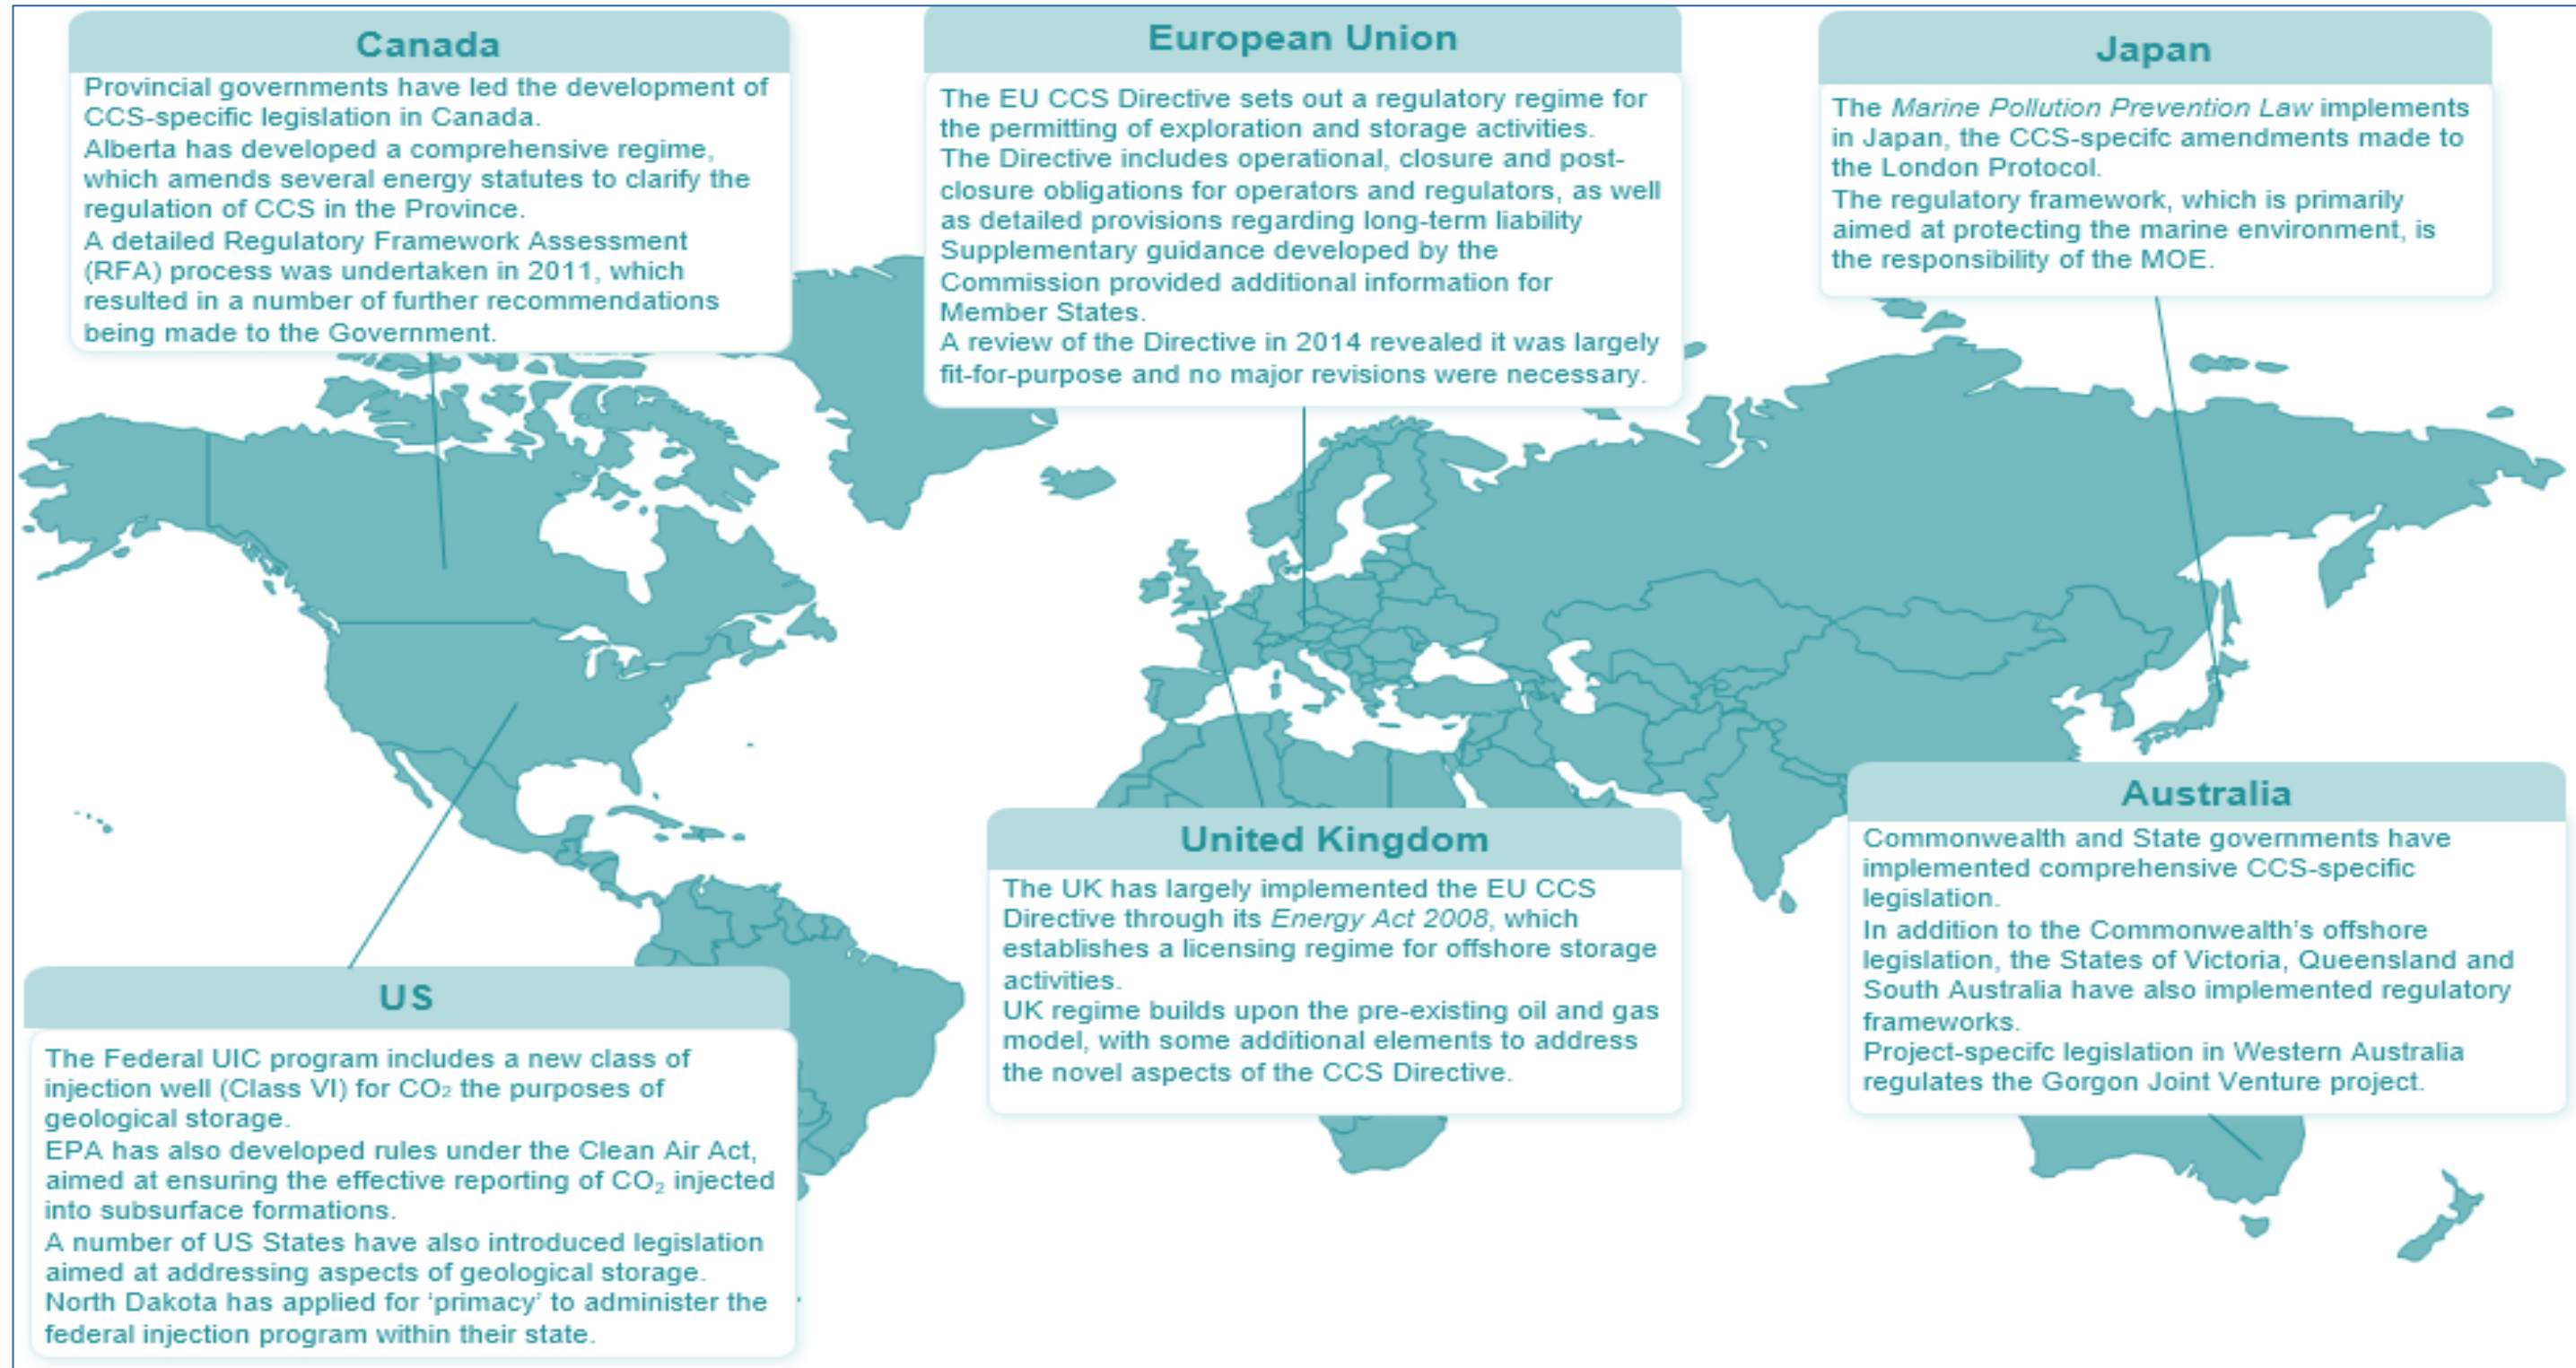 Canada
Provincial governments have led the development of
CCS-specific legislation in Canada.
Alberta has developed a comprehensive regime,
which amends several energy statutes to clarify the
regulation of CCS in the Province.
A detailed Regulatory Framework Assessment
(RFA) process was undertaken in 2011, which
resulted in a number of further recommendations
being made to the Government.
European Union
The EU CCS Directive sets out a regulatory regime for
the permitting of exploration and storage activities.
The Directive includes operational, closure and post-
closure obligations for operators and regulators, as well
as detailed provisions regarding long-term liability
Supplementary guidance developed by the
Commission provided additional information for
Member States.
A review of the Directive in 2014 revealed it was largely
fit-for-purpose and no major revisions were necessary.
Japan
The Marine Pollution Prevention Law implements
in Japan, the CCS-specifc amendments made to
the London Protocol.
The regulatory framework, which is primarily
aimed at protecting the marine environment, is
the responsibility of the MOE.
US
The Federal UIC program includes a new class of
injection well (Class VI) for CO₂ the purposes of
geological storage.
EPA has also developed rules under the Clean Air Act,
aimed at ensuring the effective reporting of CO₂ injected
into subsurface formations.
A number of US States have also introduced legislation
aimed at addressing aspects of geological storage.
North Dakota has applied for ‘primacy’ to administer the
federal injection program within their state.
United Kingdom
The UK has largely implemented the EU CCS
Directive through its Energy Act 2008, which
establishes a licensing regime for offshore storage
activities.
UK regime builds upon the pre-existing oil and gas
model, with some additional elements to address
the novel aspects of the CCS Directive.
Australia
Commonwealth and State governments have
implemented comprehensive CCS-specific
legislation.
In addition to the Commonwealth’s offshore
legislation, the States of Victoria, Queensland and
South Australia have also implemented regulatory
frameworks.
Project-specifc legislation in Western Australia
regulates the Gorgon Joint Venture project.